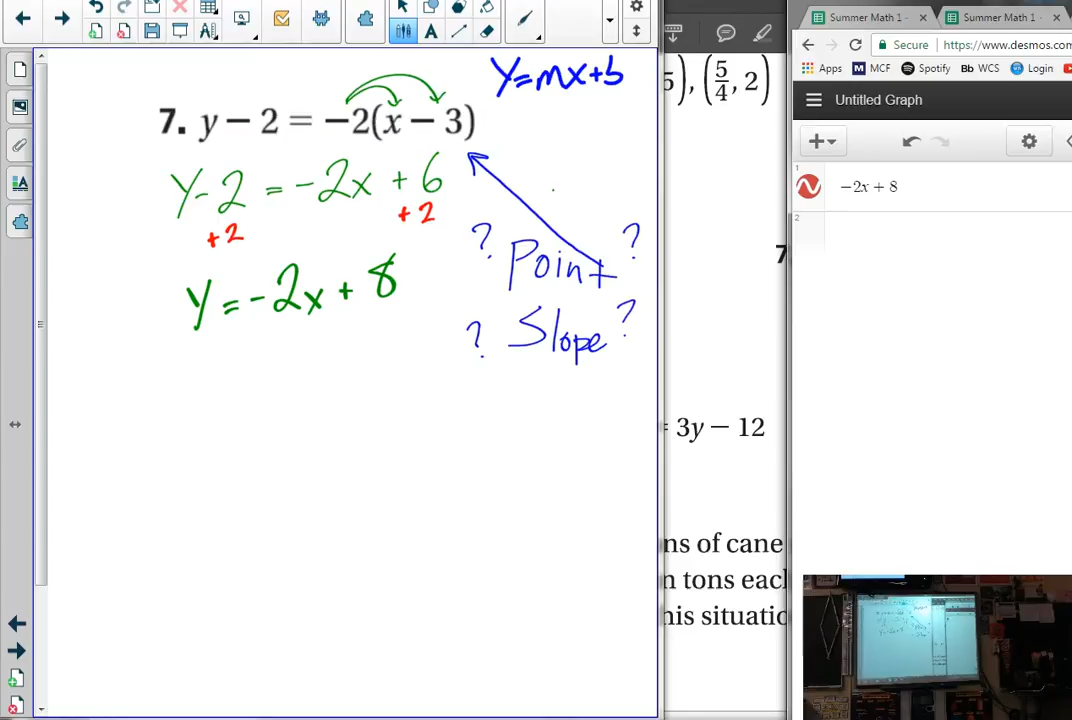 y=mx+b
7. y − 2 = −2(x − 3)
y-2 = -2x + 6
+2 +2
y = -2x + 8
? Point ?
? Slope ?
5), (5/4, 2)
7
= 3y − 12
ns of cane
n tons each
his situatio
Summer Math 1 - Summer Math 1 -
Secure https://www.desmos.com
Apps MCF Spotify Bb WCS Login
Untitled Graph
1
−2x + 8
2